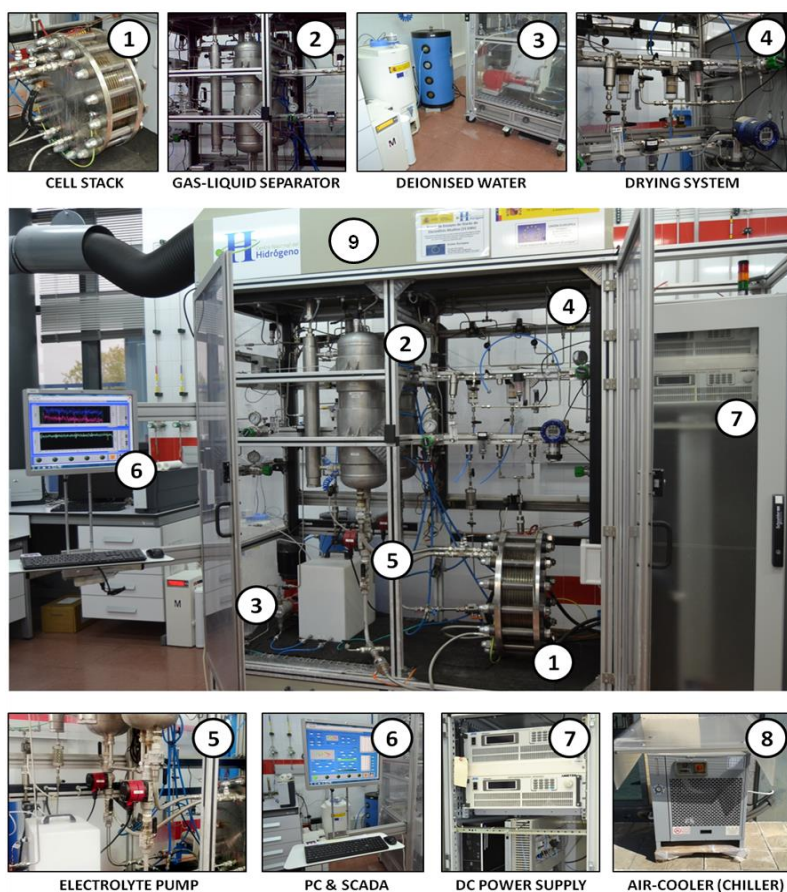 1
2
3
4
CELL STACK
GAS-LIQUID SEPARATOR
DEIONISED WATER
DRYING SYSTEM
9
Hidrógeno
4
2
7
6
5
3
M
1
5
6
7
8
ELECTROLYTE PUMP
PC & SCADA
DC POWER SUPPLY
AIR-COOLER (CHILLER)